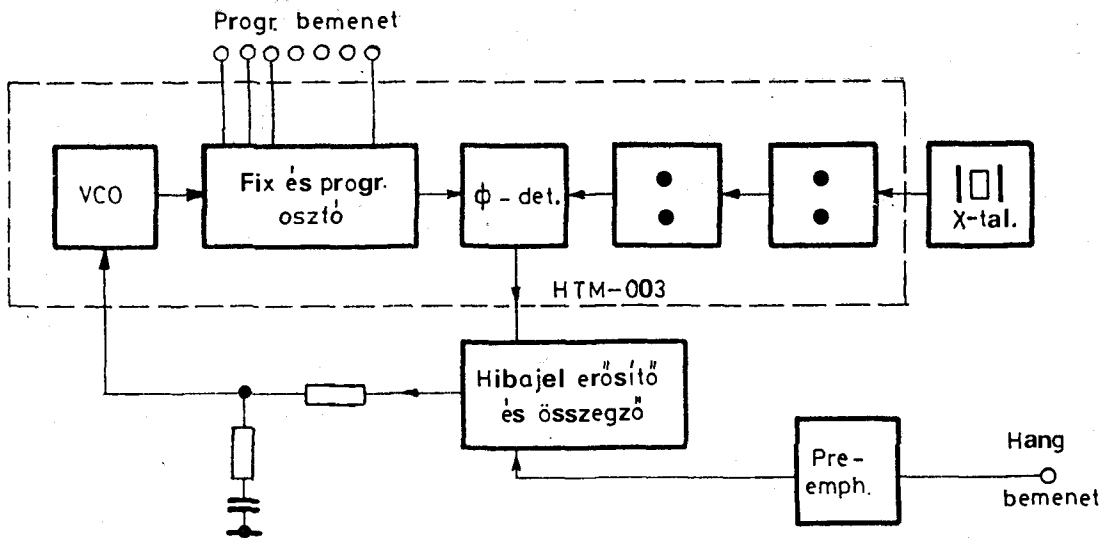 Progr. bemenet
VCO
Fix és progr.
osztó
ϕ - det.
X-tal.
HTM-003
Hibajel erősítő
és összegző
Pre-
emph.
Hang
bemenet